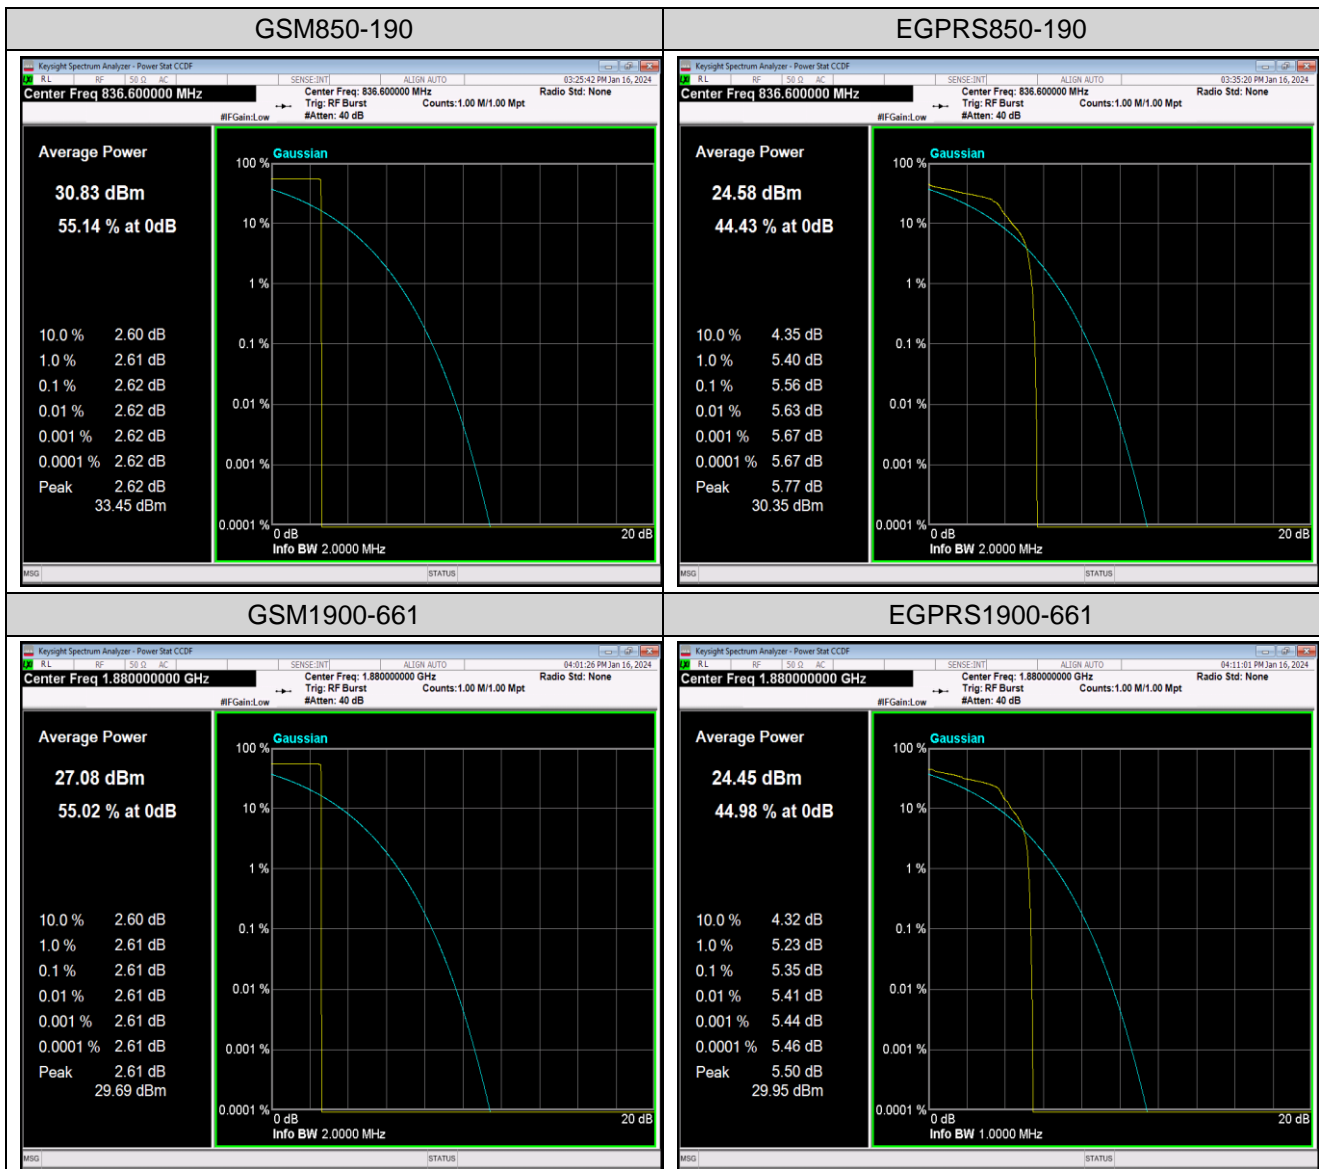 GSM850-190
EGPRS850-190
Keysight Spectrum Analyzer - Power Stat CCDF
RL RF 50 Ω AC SENSE:INT ALIGN AUTO 03:25:42 PM Jan 16, 2024
Center Freq 836.600000 MHz
Center Freq: 836.600000 MHz Radio Std: None
Trig: RF Burst Counts:1.00 M/1.00 Mpt
#IFGain:Low #Atten: 40 dB
Average Power
30.83 dBm
55.14 % at 0dB
10.0 % 2.60 dB
1.0 % 2.61 dB
0.1 % 2.62 dB
0.01 % 2.62 dB
0.001 % 2.62 dB
0.0001 % 2.62 dB
Peak 2.62 dB
33.45 dBm
Gaussian
100 %
10 %
1 %
0.1 %
0.01 %
0.001 %
0.0001 %
0 dB 20 dB
Info BW 2.0000 MHz
MSG STATUS
Keysight Spectrum Analyzer - Power Stat CCDF
RL RF 50 Ω AC SENSE:INT ALIGN AUTO 03:35:20 PM Jan 16, 2024
Center Freq 836.600000 MHz
Center Freq: 836.600000 MHz Radio Std: None
Trig: RF Burst Counts:1.00 M/1.00 Mpt
#IFGain:Low #Atten: 40 dB
Average Power
24.58 dBm
44.43 % at 0dB
10.0 % 4.35 dB
1.0 % 5.40 dB
0.1 % 5.56 dB
0.01 % 5.63 dB
0.001 % 5.67 dB
0.0001 % 5.67 dB
Peak 5.77 dB
30.35 dBm
Gaussian
100 %
10 %
1 %
0.1 %
0.01 %
0.001 %
0.0001 %
0 dB 20 dB
Info BW 2.0000 MHz
MSG STATUS
GSM1900-661
EGPRS1900-661
Keysight Spectrum Analyzer - Power Stat CCDF
RL RF 50 Ω AC SENSE:INT ALIGN AUTO 04:01:26 PM Jan 16, 2024
Center Freq 1.880000000 GHz
Center Freq: 1.880000000 GHz Radio Std: None
Trig: RF Burst Counts:1.00 M/1.00 Mpt
#IFGain:Low #Atten: 40 dB
Average Power
27.08 dBm
55.02 % at 0dB
10.0 % 2.60 dB
1.0 % 2.61 dB
0.1 % 2.61 dB
0.01 % 2.61 dB
0.001 % 2.61 dB
0.0001 % 2.61 dB
Peak 2.61 dB
29.69 dBm
Gaussian
100 %
10 %
1 %
0.1 %
0.01 %
0.001 %
0.0001 %
0 dB 20 dB
Info BW 2.0000 MHz
MSG STATUS
Keysight Spectrum Analyzer - Power Stat CCDF
RL RF 50 Ω AC SENSE:INT ALIGN AUTO 04:11:01 PM Jan 16, 2024
Center Freq 1.880000000 GHz
Center Freq: 1.880000000 GHz Radio Std: None
Trig: RF Burst Counts:1.00 M/1.00 Mpt
#IFGain:Low #Atten: 40 dB
Average Power
24.45 dBm
44.98 % at 0dB
10.0 % 4.32 dB
1.0 % 5.23 dB
0.1 % 5.35 dB
0.01 % 5.41 dB
0.001 % 5.44 dB
0.0001 % 5.46 dB
Peak 5.50 dB
29.95 dBm
Gaussian
100 %
10 %
1 %
0.1 %
0.01 %
0.001 %
0.0001 %
0 dB 20 dB
Info BW 1.0000 MHz
MSG STATUS